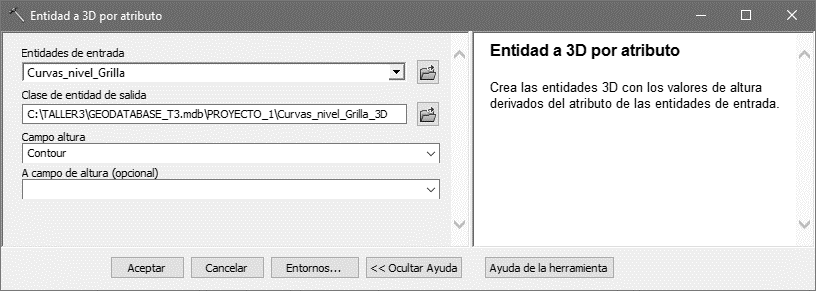 Entidad a 3D por atributo
Entidades de entrada
Curvas_nivel_Grilla
Clase de entidad de salida
C:\TALLER3\GEODATABASE_T3.mdb\PROYECTO_1\Curvas_nivel_Grilla_3D
Campo altura
Contour
A campo de altura (opcional)
Entidad a 3D por atributo
Crea las entidades 3D con los valores de altura
derivados del atributo de las entidades de entrada.
Aceptar
Cancelar
Entornos...
<< Ocultar Ayuda
Ayuda de la herramienta